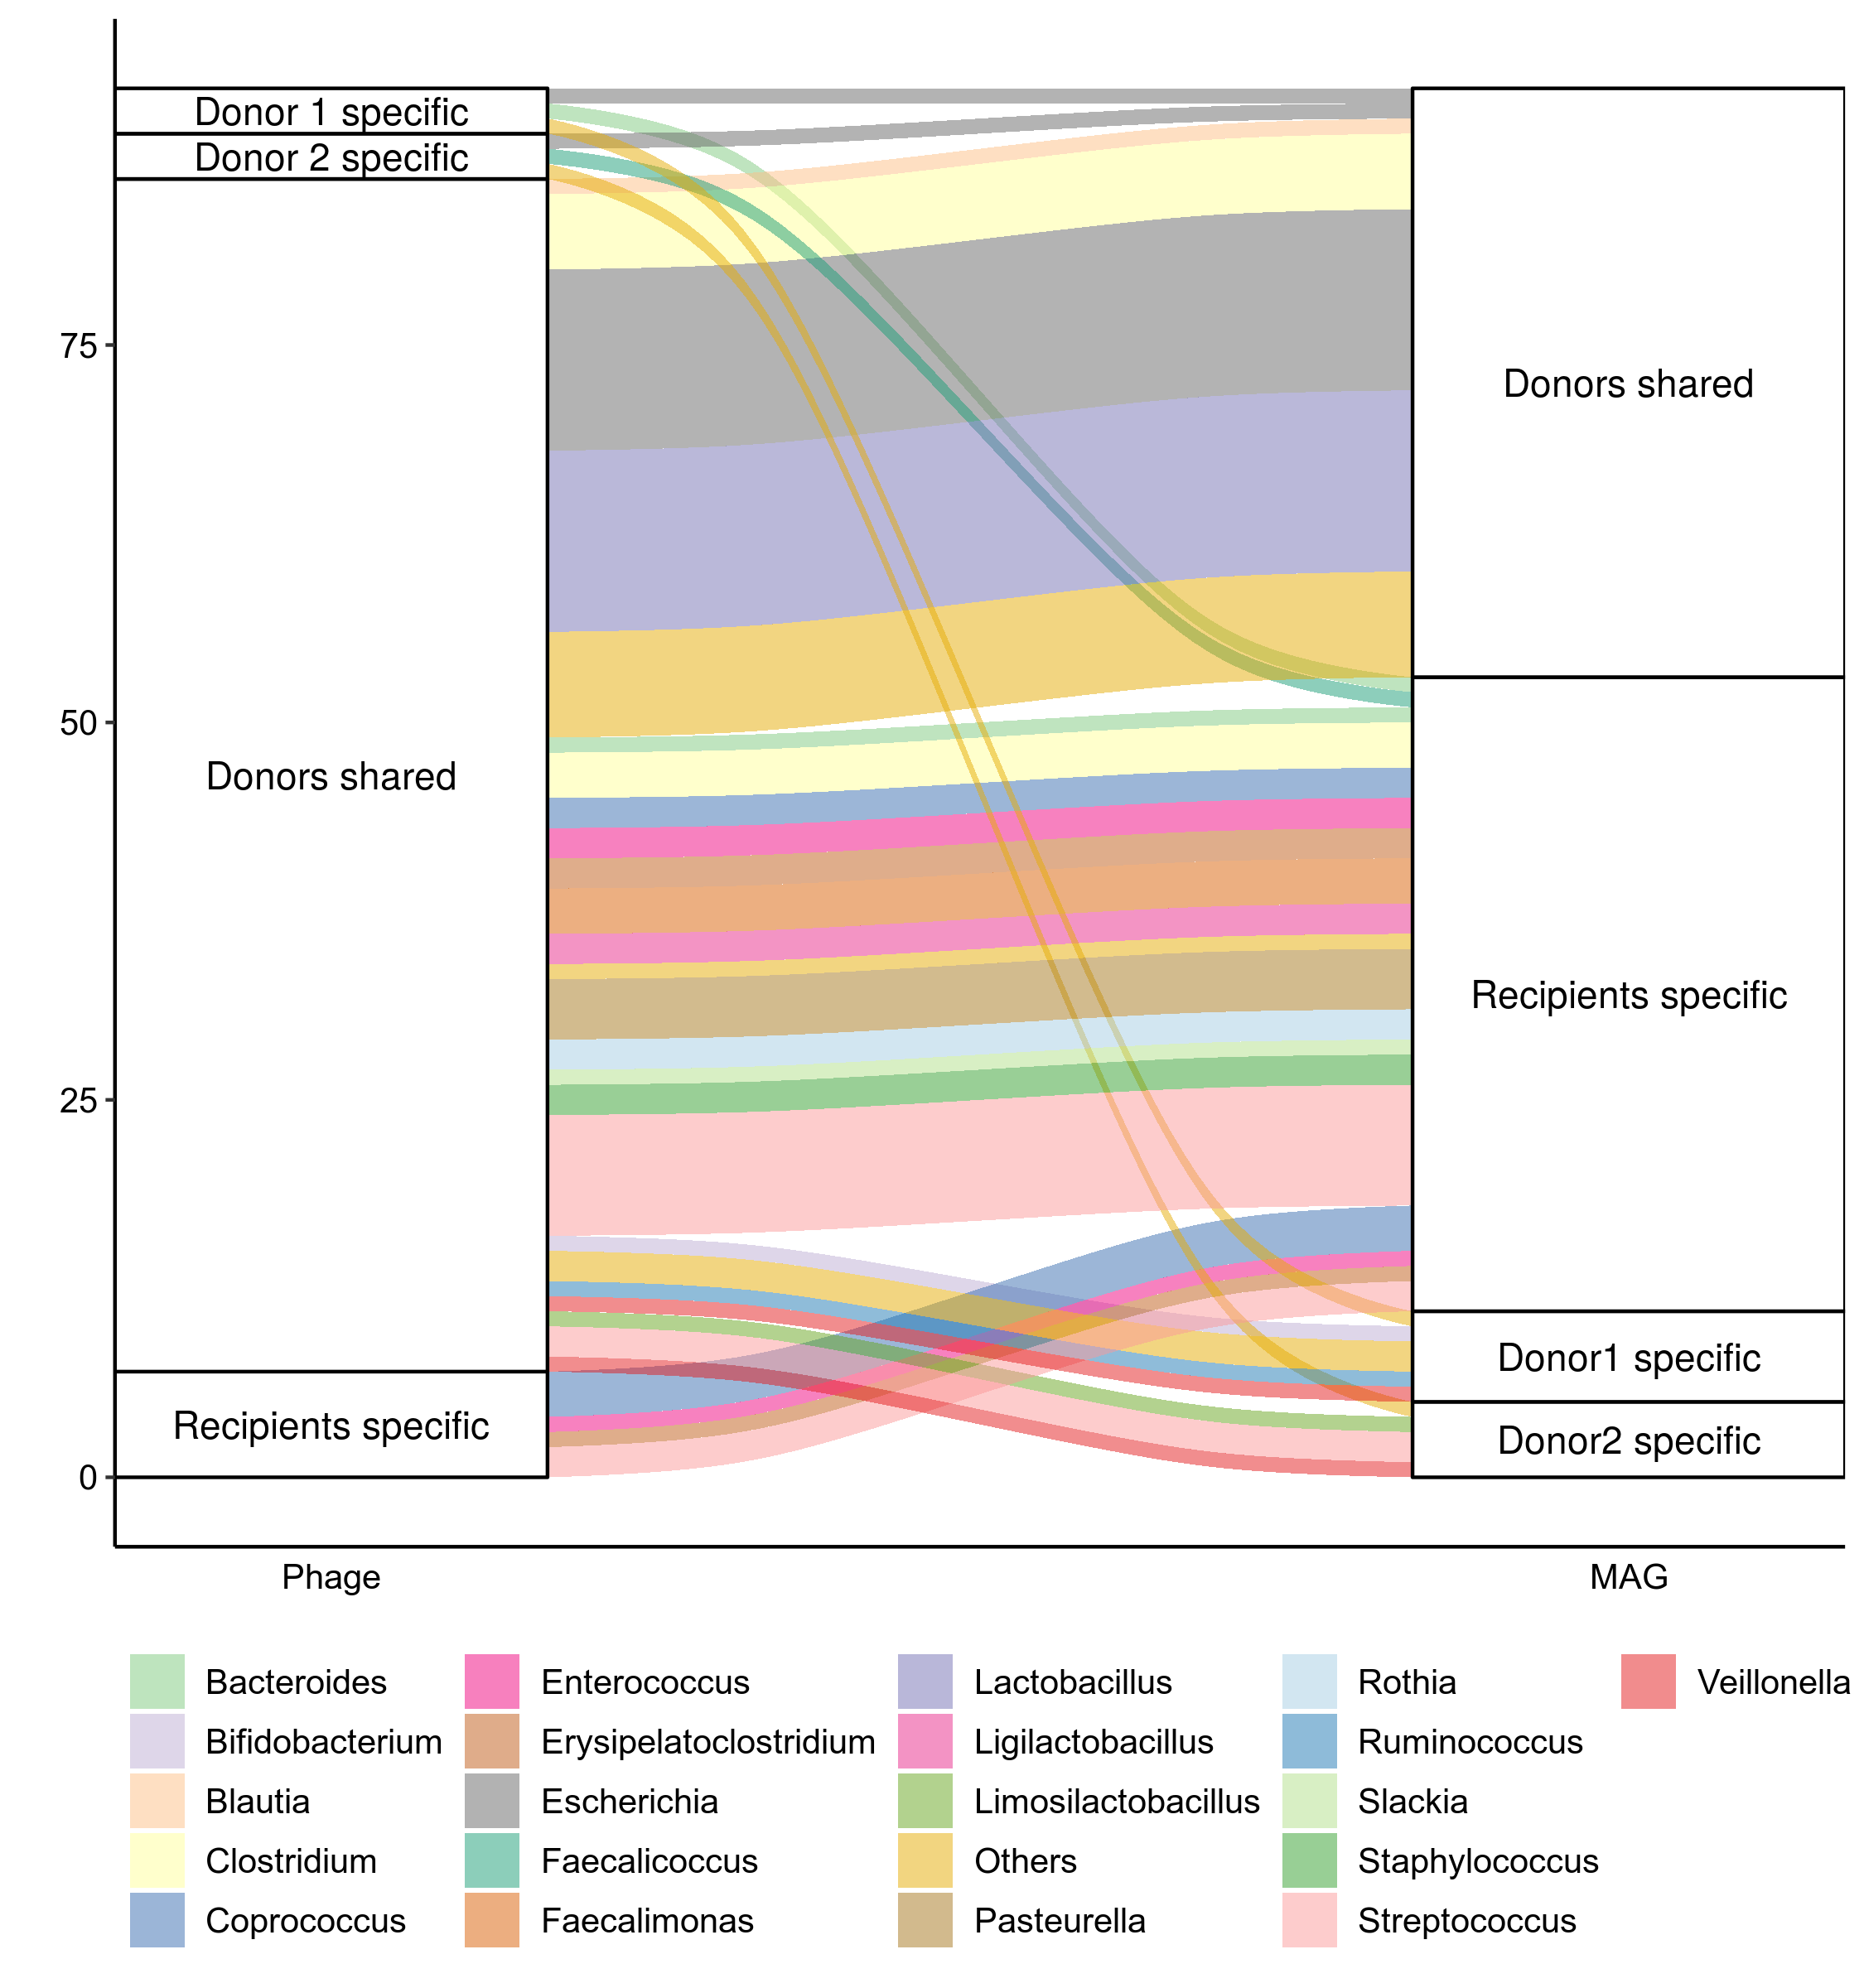 Donor 1 specific
Donor 2 specific
75
Donors shared
50
Donors shared
Recipients specific
25
Donor1 specific
Recipients specific
Donor2 specific
0
Phage
MAG
Bacteroides
Enterococcus
Lactobacillus
Rothia
Veillonella
Bifidobacterium
Erysipelatoclostridium
Ligilactobacillus
Ruminococcus
Blautia
Escherichia
Limosilactobacillus
Slackia
Clostridium
Faecalicoccus
Others
Staphylococcus
Coprococcus
Faecalimonas
Pasteurella
Streptococcus